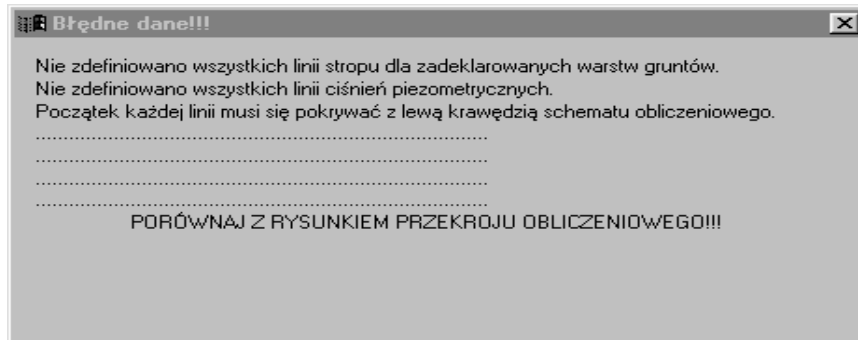 Błędne dane!!!
Nie zdefiniowano wszystkich linii stropu dla zadeklarowanych warstw gruntów.
Nie zdefiniowano wszystkich linii ciśnień piezometrycznych.
Początek każdej linii musi się pokrywać z lewą krawędzią schematu obliczeniowego.
....................................................................................
....................................................................................
....................................................................................
....................................................................................
PORÓWNAJ Z RYSUNKIEM PRZEKROJU OBLICZENIOWEGO!!!